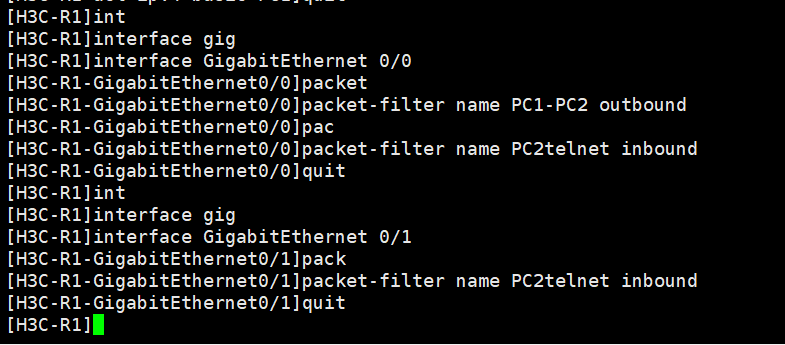 [H3C-R1]int
[H3C-R1]interface gig
[H3C-R1]interface GigabitEthernet 0/0
[H3C-R1-GigabitEthernet0/0]packet
[H3C-R1-GigabitEthernet0/0]packet-filter name PC1-PC2 outbound
[H3C-R1-GigabitEthernet0/0]pac
[H3C-R1-GigabitEthernet0/0]packet-filter name PC2telnet inbound
[H3C-R1-GigabitEthernet0/0]quit
[H3C-R1]int
[H3C-R1]interface gig
[H3C-R1]interface GigabitEthernet 0/1
[H3C-R1-GigabitEthernet0/1]pack
[H3C-R1-GigabitEthernet0/1]packet-filter name PC2telnet inbound
[H3C-R1-GigabitEthernet0/1]quit
[H3C-R1]